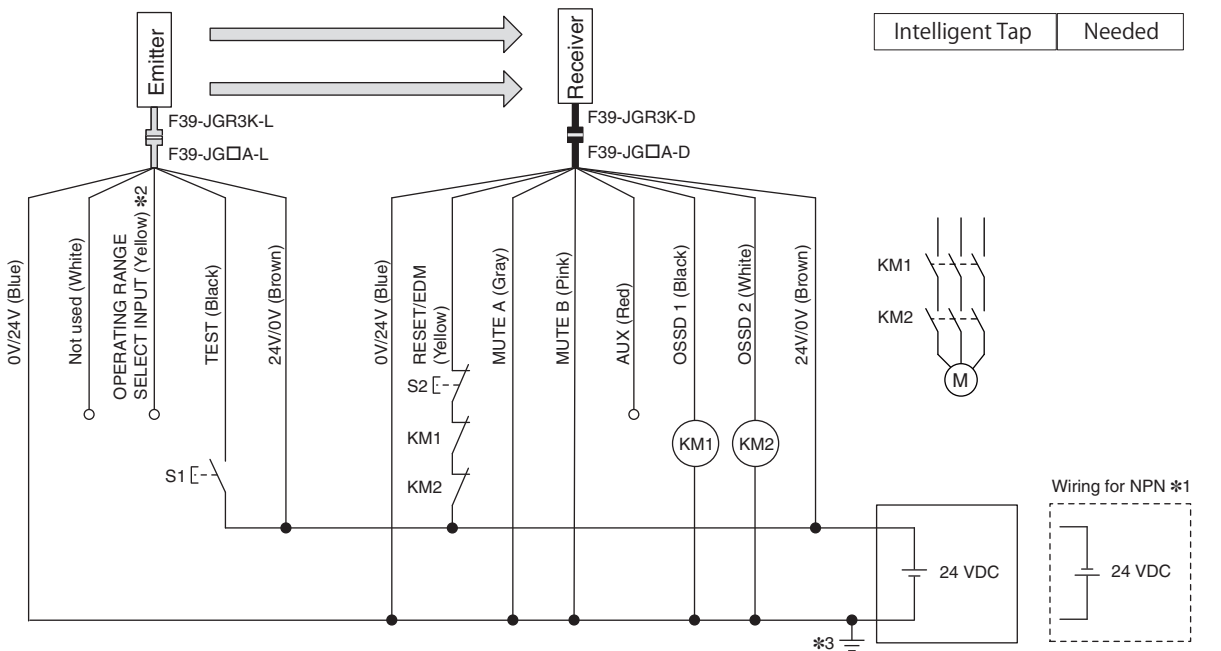 Emitter
Receiver
Intelligent Tap Needed
F39-JGR3K-L
F39-JG□A-L
F39-JGR3K-D
F39-JG□A-D
0V/24V (Blue)
Not used (White)
OPERATING RANGE
SELECT INPUT (Yellow) *2
TEST (Black)
24V/0V (Brown)
0V/24V (Blue)
RESET/EDM
(Yellow)
MUTE A (Gray)
MUTE B (Pink)
AUX (Red)
OSSD 1 (Black)
OSSD 2 (White)
24V/0V (Brown)
KM1
KM2
M
S2
KM1
KM2
KM1
KM2
S1
Wiring for NPN *1
24 VDC
24 VDC
*3